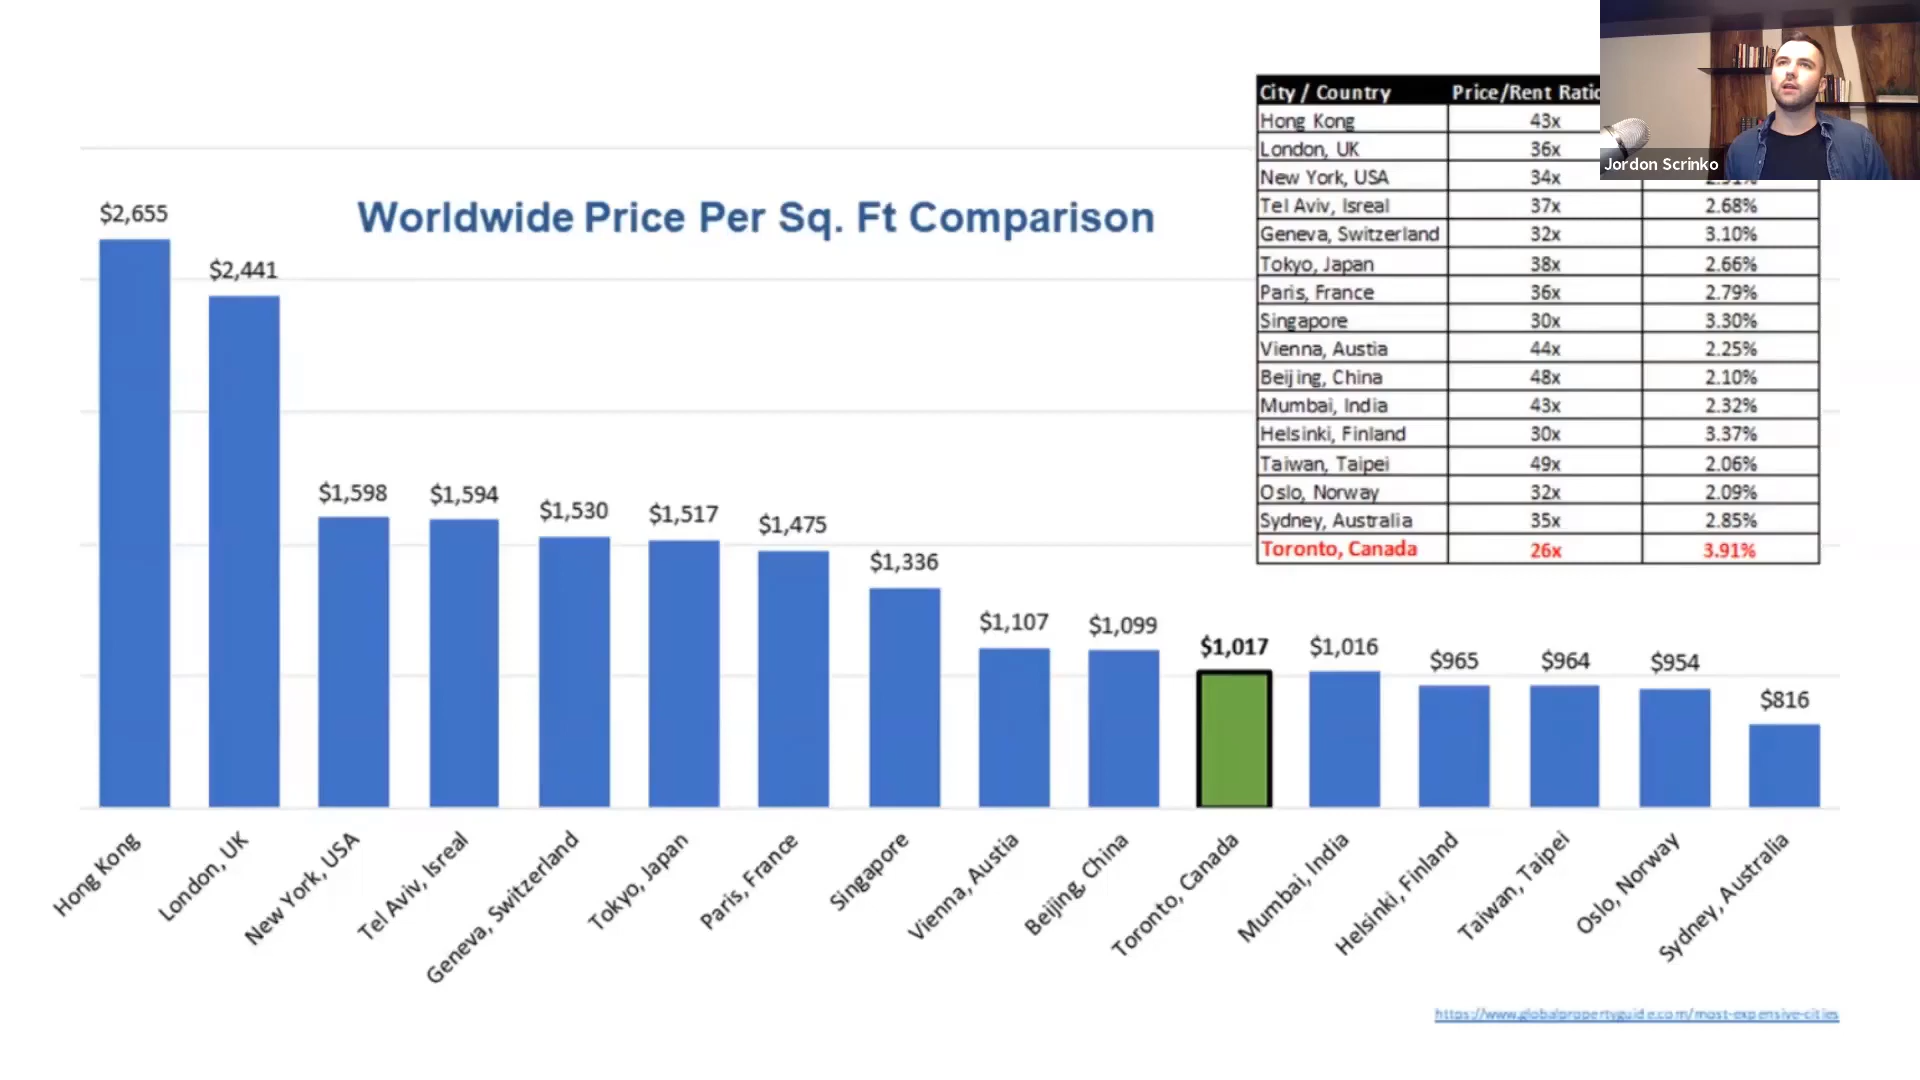 City / Country Price/Rent Ratio
Hong Kong 43x
London, UK 36x
Jordon Scrinko
New York, USA 34x
Tel Aviv, Isreal 37x 2.68%
Geneva, Switzerland 32x 3.10%
Tokyo, Japan 38x 2.66%
Paris, France 36x 2.79%
Singapore 30x 3.30%
Vienna, Austia 44x 2.25%
Beijing, China 48x 2.10%
Mumbai, India 43x 2.32%
Helsinki, Finland 30x 3.37%
Taiwan, Taipei 49x 2.06%
Oslo, Norway 32x 2.09%
Sydney, Australia 35x 2.85%
Toronto, Canada 26x 3.91%
Worldwide Price Per Sq. Ft Comparison
$2,655
$2,441
$1,598
$1,594
$1,530
$1,517
$1,475
$1,336
$1,107
$1,099
$1,017
$1,016
$965
$964
$954
$816
Hong Kong
London, UK
New York, USA
Tel Aviv, Isreal
Geneva, Switzerland
Tokyo, Japan
Paris, France
Singapore
Vienna, Austia
Beijing, China
Toronto, Canada
Mumbai, India
Helsinki, Finland
Taiwan, Taipei
Oslo, Norway
Sydney, Australia
https://www.globalpropertyguide.com/most-expensive-cities